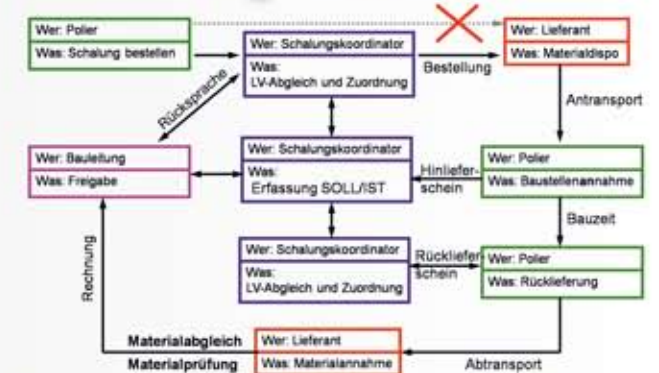 Wer: Polier
Was: Schalung bestellen
Wer: Schalungskoordinator
Was:
LV-Abgleich und Zuordnung
Bestellung
Wer: Lieferant
Was: Materialdispo
Rücksprache
Antransport
Wer: Bauleitung
Was: Freigabe
Wer: Schalungskoordinator
Was:
Erfassung SOLL/IST
Hinliefer-
schein
Wer: Polier
Was: Baustellenannahme
Bauzeit
Rechnung
Wer: Schalungskoordinator
Was:
LV-Abgleich und Zuordnung
Rückliefer-
schein
Wer: Polier
Was: Rücklieferung
Materialabgleich
Materialprüfung
Wer: Lieferant
Was: Materialannahme
Abtransport